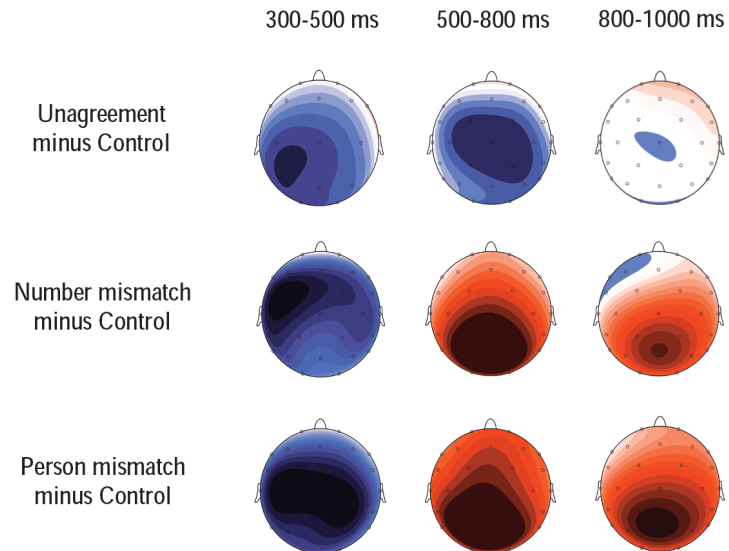 300-500 ms 500-800 ms 800-1000 ms
Unagreement
minus Control
Number mismatch
minus Control
Person mismatch
minus Control